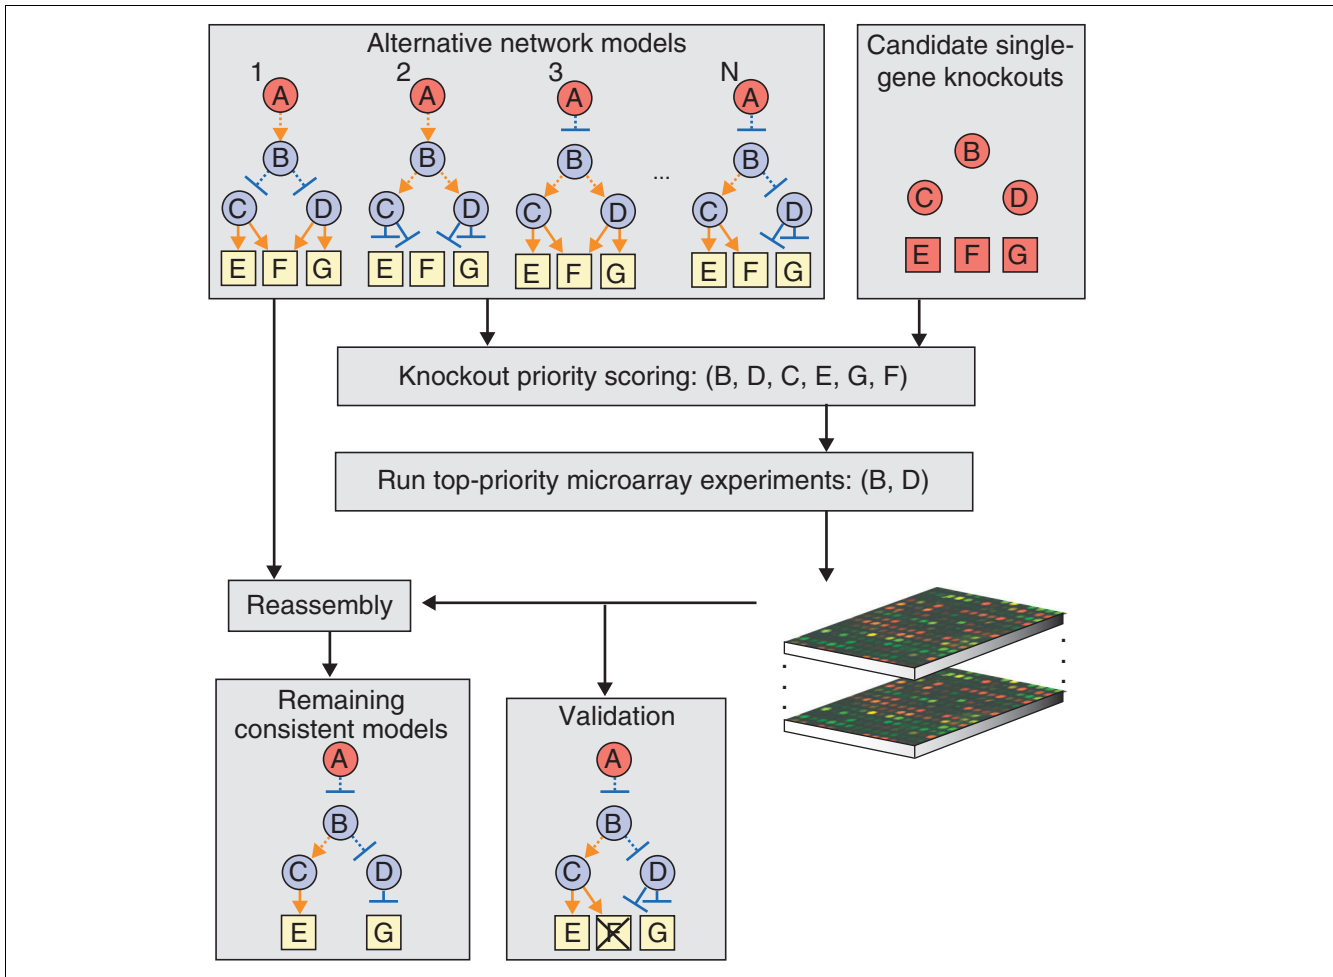 Alternative network models
1 2 3 N
A A A A
B B B B
...
C D C D C D C D
E F G E F G E F G E F G
Candidate single-
gene knockouts
B
C D
E F G
Knockout priority scoring: (B, D, C, E, G, F)
Run top-priority microarray experiments: (B, D)
Reassembly
Remaining
consistent models
A
B
C D
E G
Validation
A
B
C D
E F G